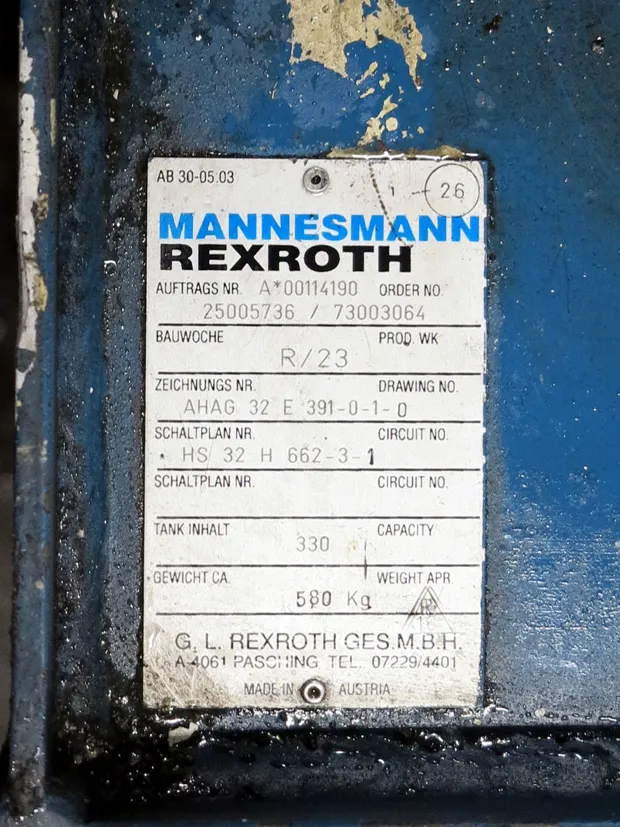 AB 30-05.03
1 - 26
MANNESMANN
REXROTH
AUFTRAGS NR. A*00114190 ORDER NO.
25005736 / 73003064
BAUWOCHE PROD. WK
R/23
ZEICHNUNGS NR. DRAWING NO.
AHAG 32 E 391-0-1-0
SCHALTPLAN NR. CIRCUIT NO.
HS 32 H 662-3-1
SCHALTPLAN NR. CIRCUIT NO.
TANK INHALT CAPACITY
330
GEWICHT CA. WEIGHT APR.
580 Kg
G. L. REXROTH GES.M.B.H.
A-4061 PASCHING TEL. 07229/4401
MADE IN AUSTRIA